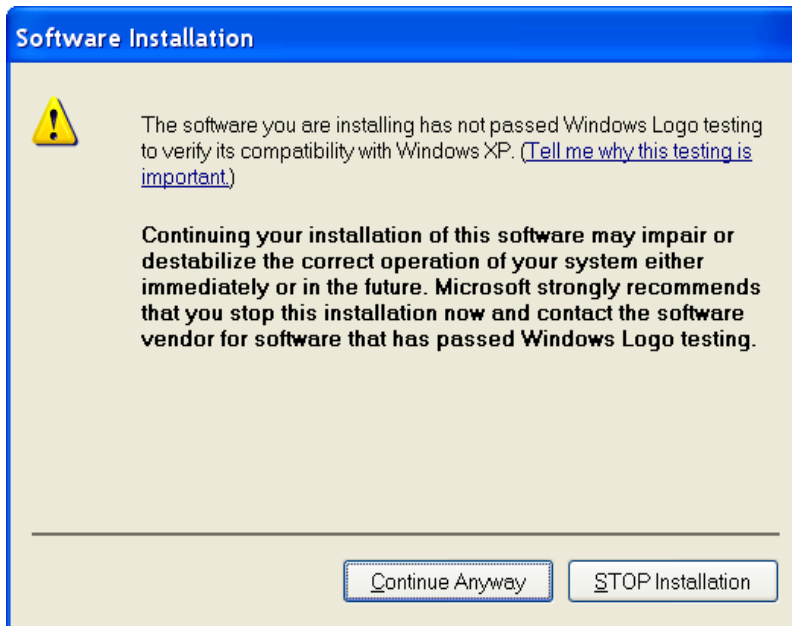 Software Installation
The software you are installing has not passed Windows Logo testing
to verify its compatibility with Windows XP. (Tell me why this testing is
important.)
Continuing your installation of this software may impair or
destabilize the correct operation of your system either
immediately or in the future. Microsoft strongly recommends
that you stop this installation now and contact the software
vendor for software that has passed Windows Logo testing.
Continue Anyway STOP Installation